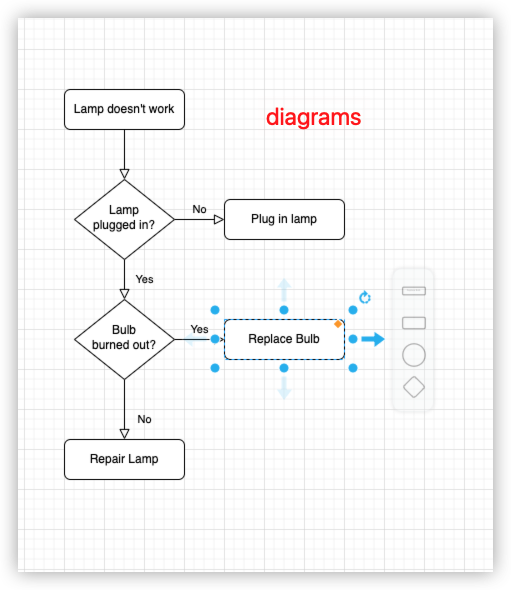 Lamp doesn't work
diagrams
Lamp
plugged in?
No
Plug in lamp
Yes
Bulb
burned out?
Yes
Replace Bulb
No
Repair Lamp